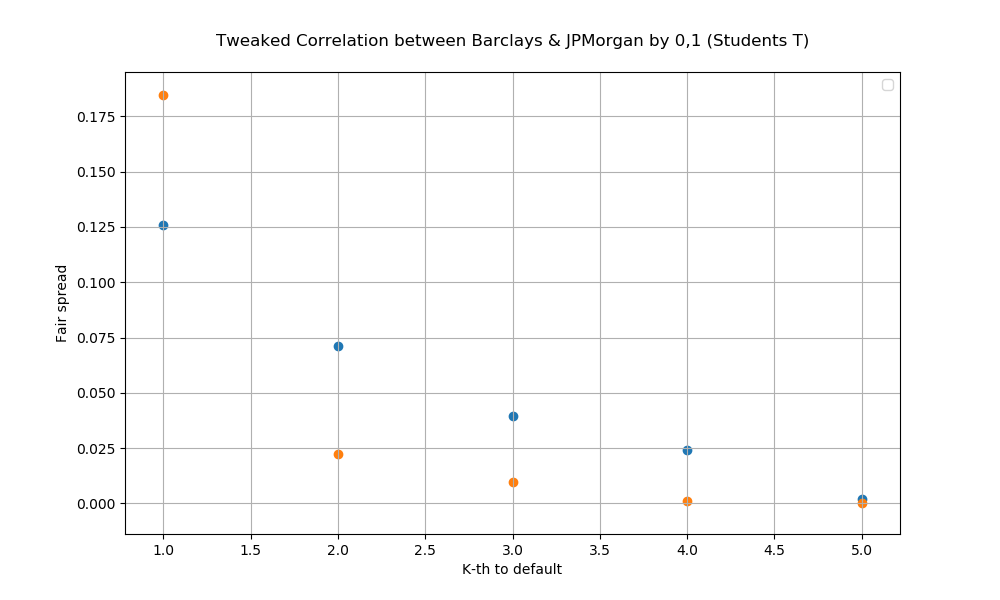 Tweaked Correlation between Barclays & JPMorgan by 0,1 (Students T)
0.175
0.150
0.125
0.100
0.075
0.050
0.025
0.000
Fair spread
1.0 1.5 2.0 2.5 3.0 3.5 4.0 4.5 5.0
K-th to default